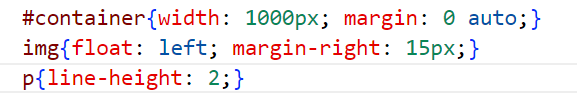 #container{width: 1000px; margin: 0 auto;}
img{float: left; margin-right: 15px;}
p{line-height: 2;}